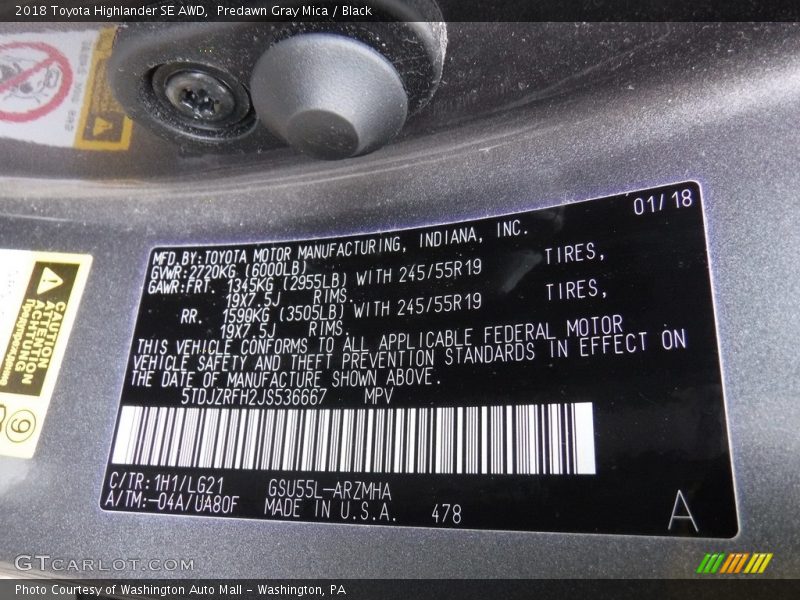 2018 Toyota Highlander SE AWD, Predawn Gray Mica / Black
01/18
MFD.BY:TOYOTA MOTOR MANUFACTURING, INDIANA, INC.
GVWR:2720KG (6000LB)
GAWR:FRT. 1345KG (2955LB) WITH 245/55R19 TIRES,
19X7.5J RIMS.
RR. 1590KG (3505LB) WITH 245/55R19 TIRES,
19X7.5J RIMS.
THIS VEHICLE CONFORMS TO ALL APPLICABLE FEDERAL MOTOR
VEHICLE SAFETY AND THEFT PREVENTION STANDARDS IN EFFECT ON
THE DATE OF MANUFACTURE SHOWN ABOVE.
5TDJZRFH2JS536667 MPV
C/TR:1H1/LG21 GSU55L-ARZMHA
A/TM:-04A/UA80F MADE IN U.S.A. 478
A
CAUTION
ATTENTION
ACHTUNG
Предупреждение
9
GTCARLOT.COM
Photo Courtesy of Washington Auto Mall - Washington, PA